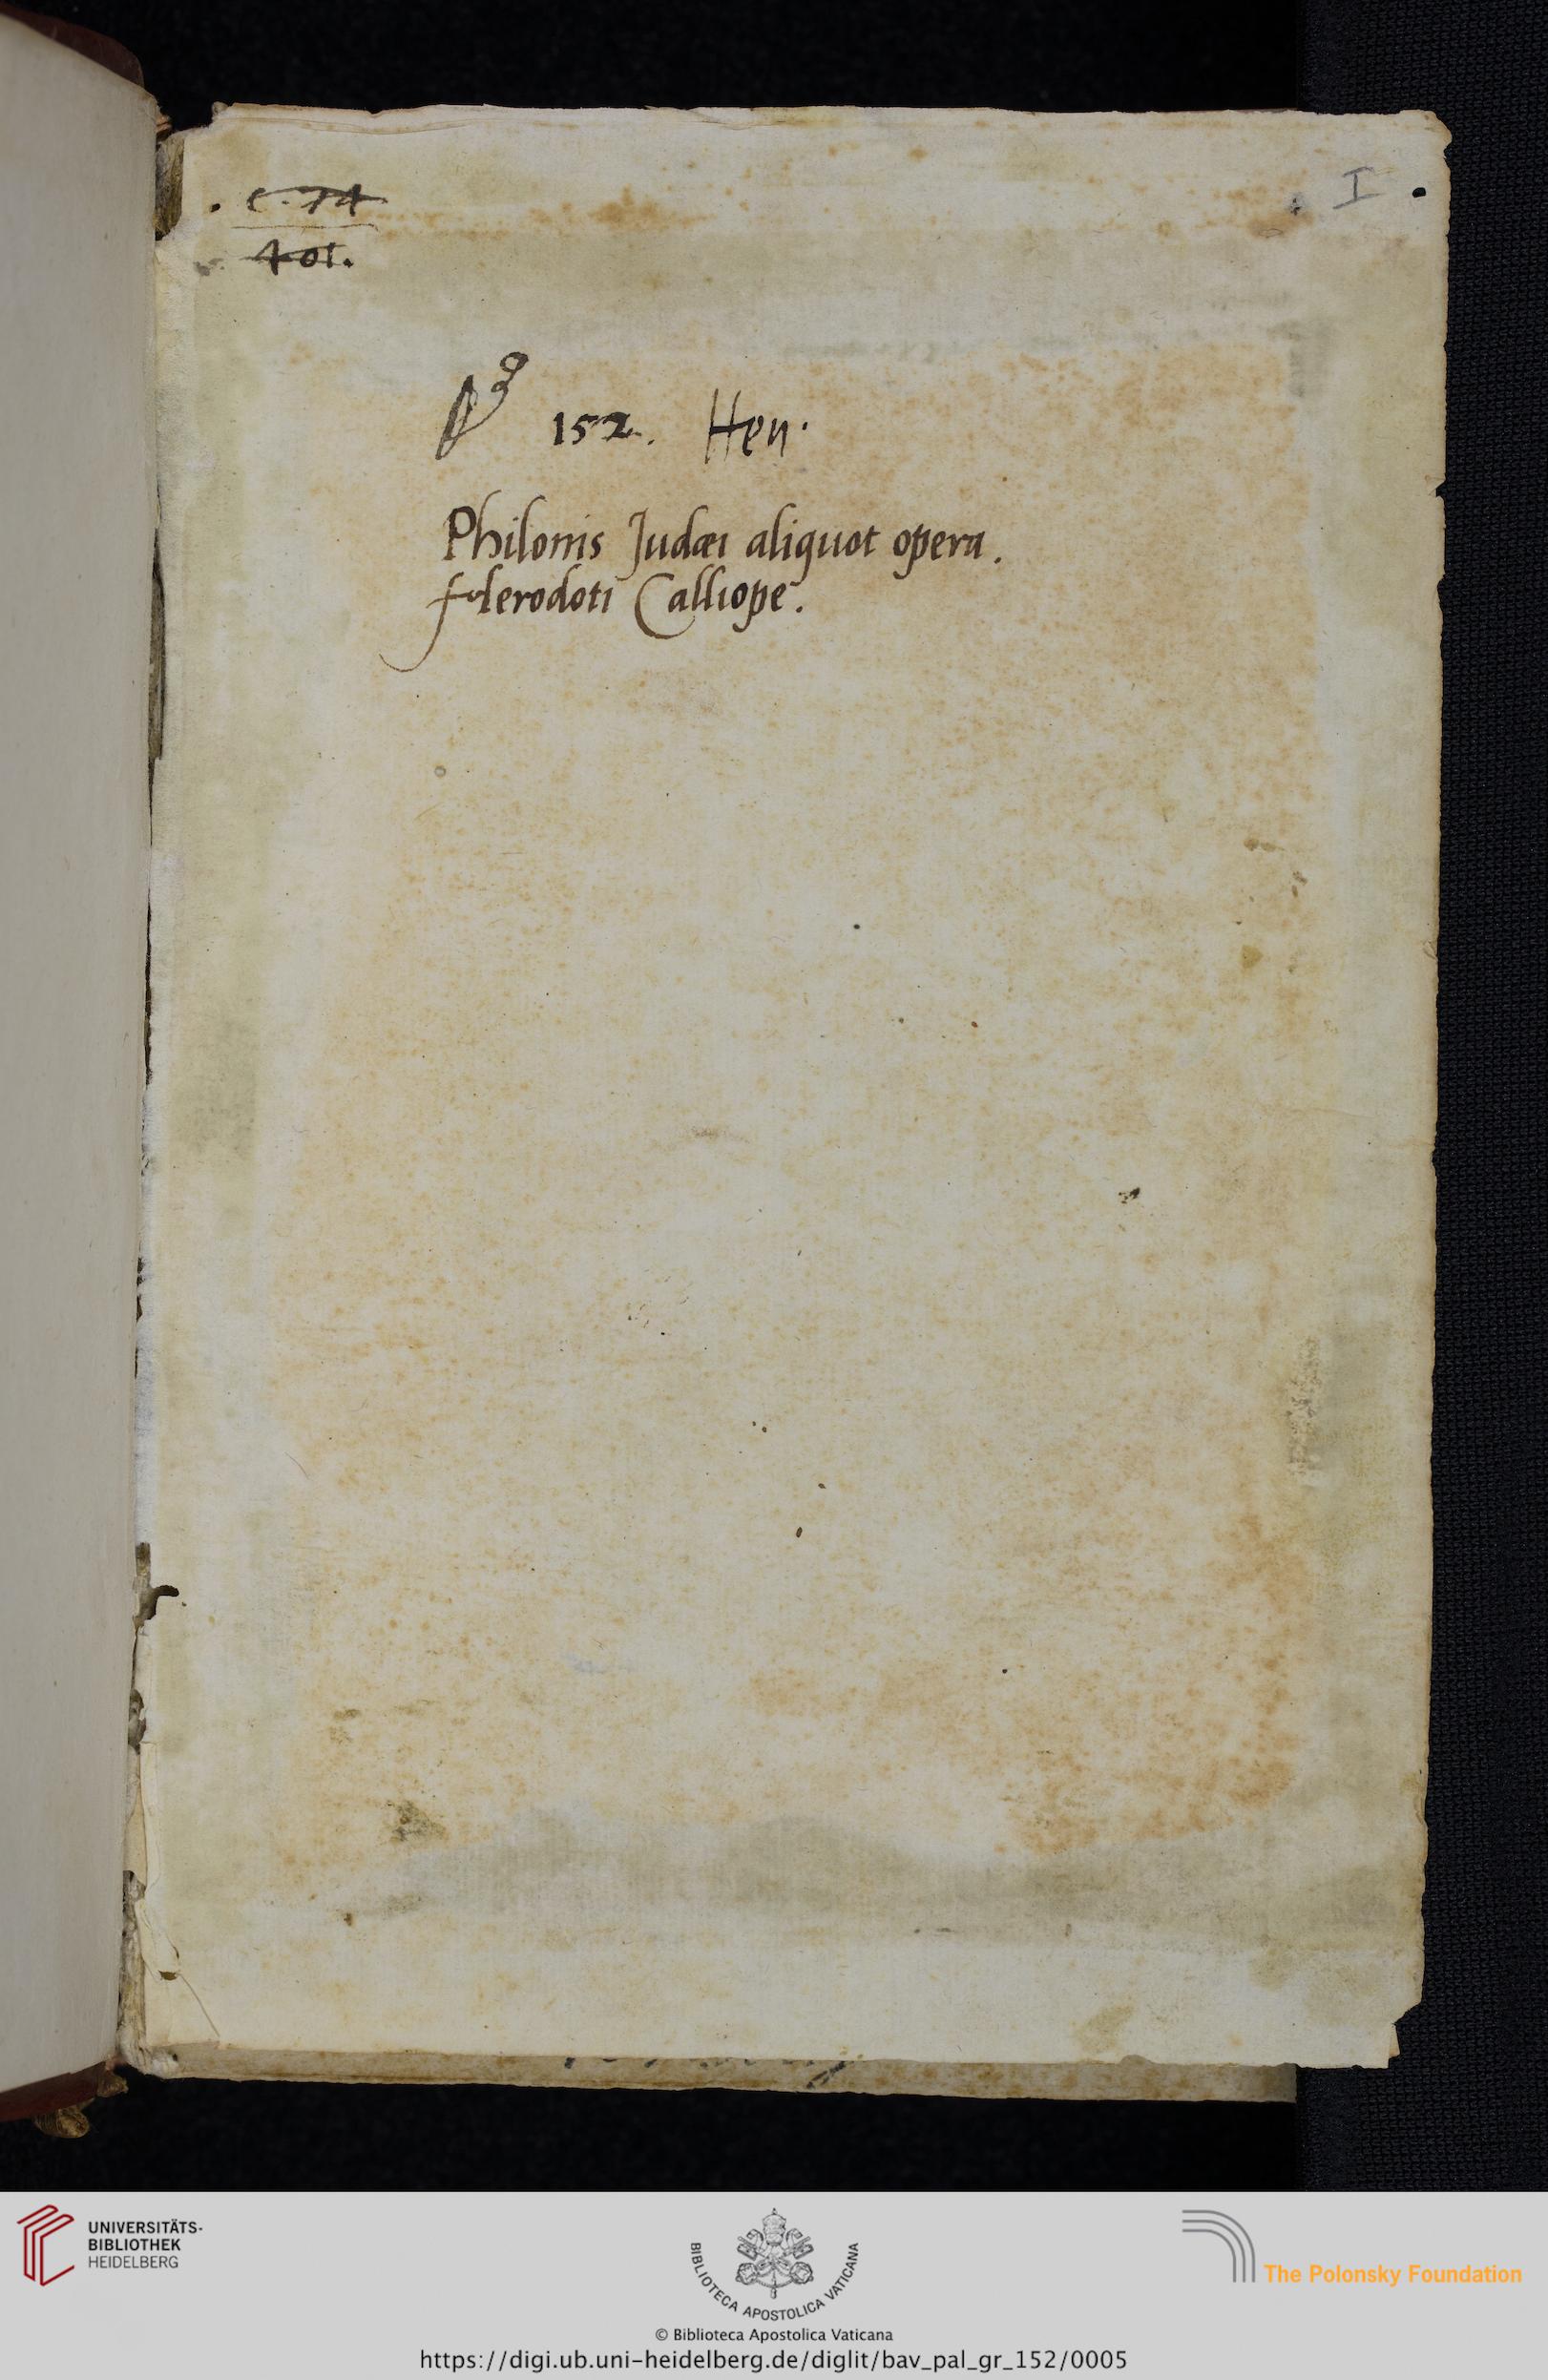 C. 74
401.
I
152. Hen.
Philonis Judæi aliquot opera.
Herodoti Calliope.
UNIVERSITÄTS-
BIBLIOTHEK
HEIDELBERG
BIBLIOTECA APOSTOLICA VATICANA
© Biblioteca Apostolica Vaticana
The Polonsky Foundation
https://digi.ub.uni-heidelberg.de/diglit/bav_pal_gr_152/0005